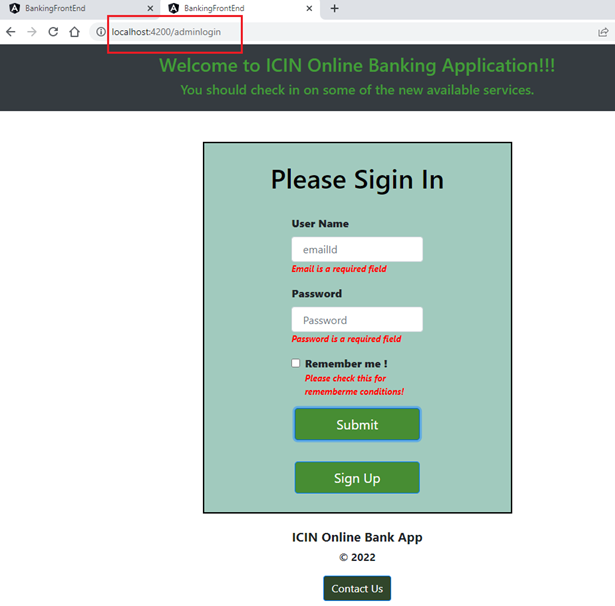 BankingFrontEnd
BankingFrontEnd
localhost:4200/adminlogin
Welcome to ICIN Online Banking Application!!!
You should check in on some of the new available services.
Please Sigin In
User Name
emailId
Email is a required field
Password
Password
Password is a required field
Remember me !
Please check this for
rememberme conditions!
Submit
Sign Up
ICIN Online Bank App
© 2022
Contact Us